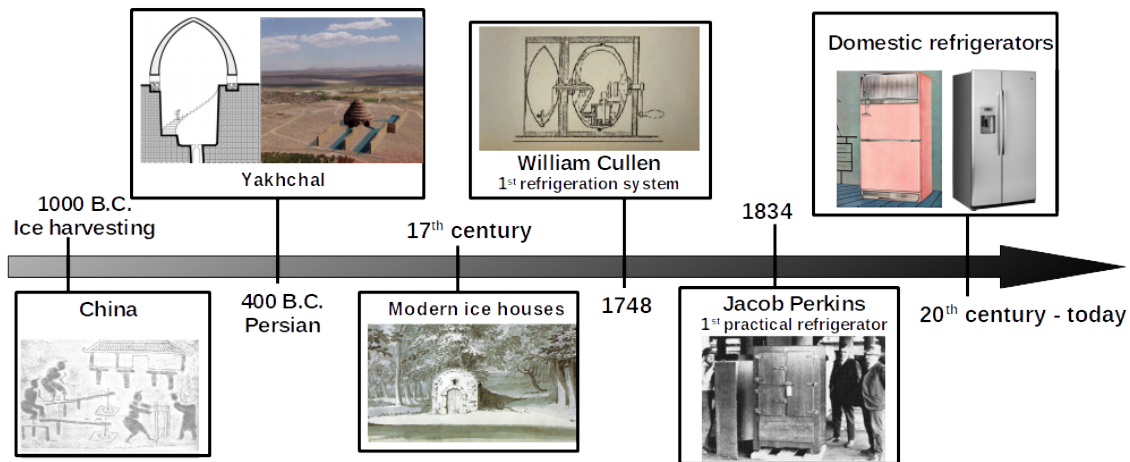 1000 B.C.
Ice harvesting
China
Yakhchal
400 B.C.
Persian
17th century
Modern ice houses
William Cullen
1st refrigeration system
1748
1834
Jacob Perkins
1st practical refrigerator
Domestic refrigerators
20th century - today